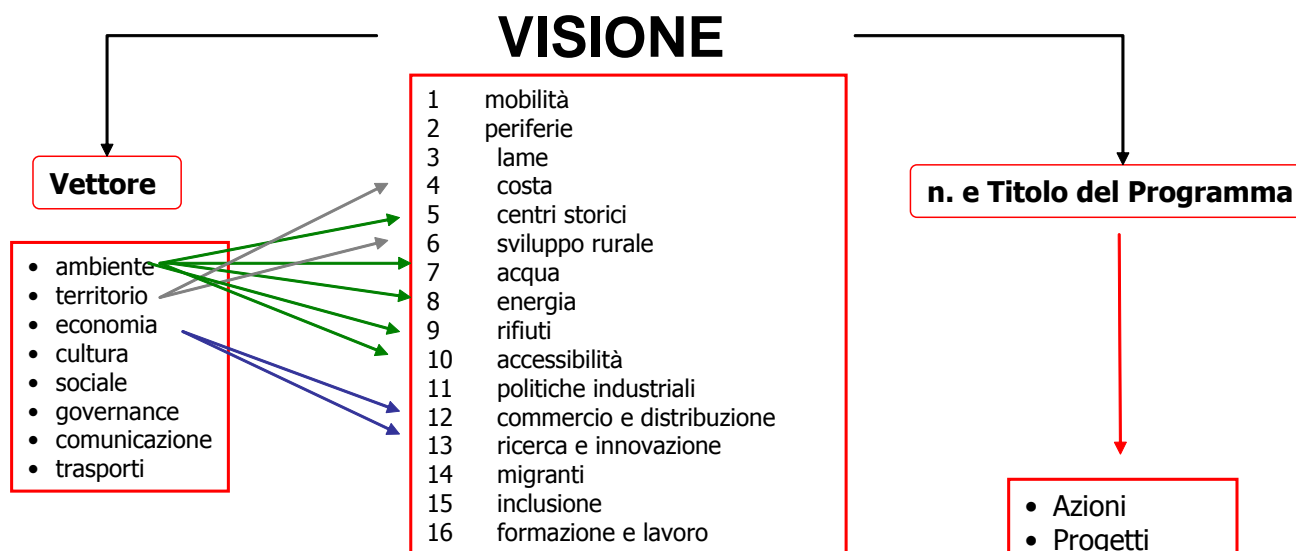 VISIONE
Vettore
• ambiente
• territorio
• economia
• cultura
• sociale
• governance
• comunicazione
• trasporti
1 mobilità
2 periferie
3 lame
4 costa
5 centri storici
6 sviluppo rurale
7 acqua
8 energia
9 rifiuti
10 accessibilità
11 politiche industriali
12 commercio e distribuzione
13 ricerca e innovazione
14 migranti
15 inclusione
16 formazione e lavoro
n. e Titolo del Programma
• Azioni
• Progetti